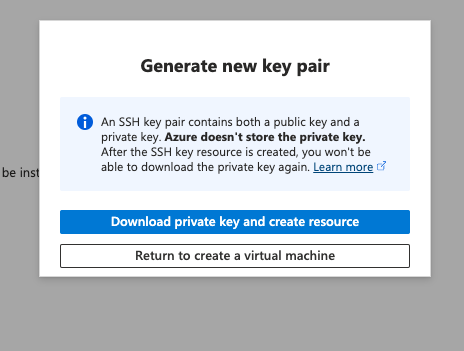 Generate new key pair
An SSH key pair contains both a public key and a
private key. Azure doesn't store the private key.
After the SSH key resource is created, you won't be
able to download the private key again. Learn more
be inst
Download private key and create resource
Return to create a virtual machine